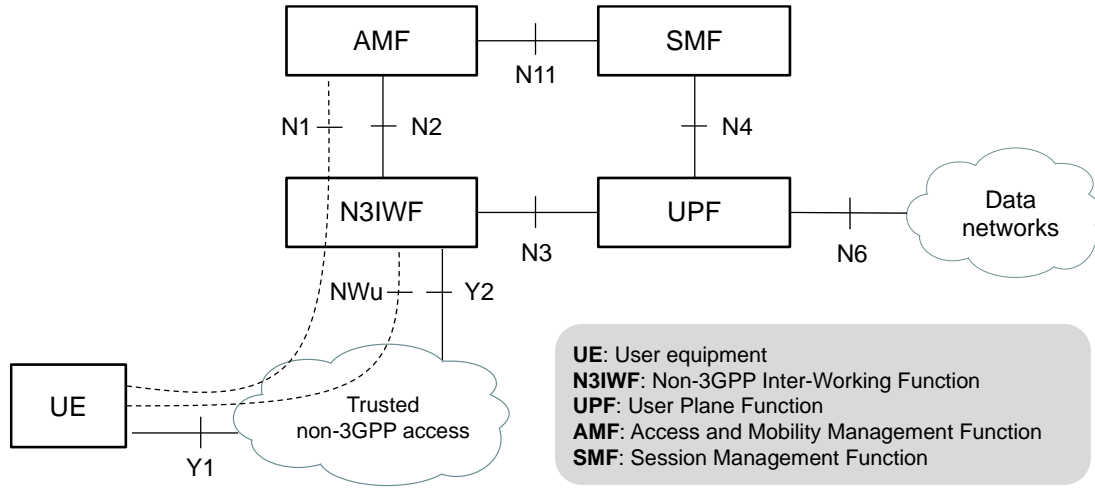 AMF
SMF
N11
N1
N2
N4
N3IWF
UPF
Data
networks
N3
N6
NWu
Y2
UE
Trusted
non-3GPP access
Y1
UE: User equipment
N3IWF: Non-3GPP Inter-Working Function
UPF: User Plane Function
AMF: Access and Mobility Management Function
SMF: Session Management Function